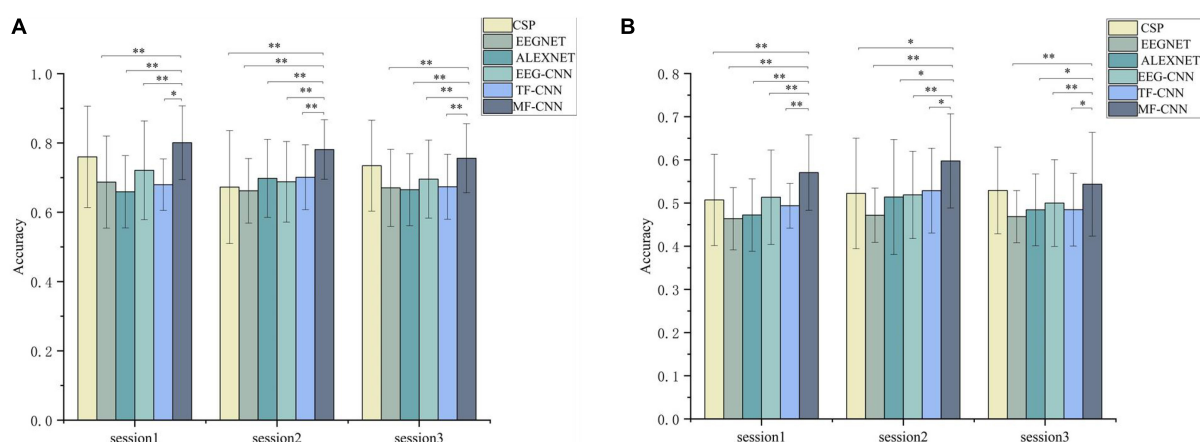 A
CSP
EEGNET
ALEXNET
EEG-CNN
TF-CNN
MF-CNN
**
**
**
*
**
**
**
**
**
**
**
**
**
1.0
0.8
0.6
0.4
0.2
0.0
Accuracy
session1
session2
session3
B
CSP
EEGNET
ALEXNET
EEG-CNN
TF-CNN
MF-CNN
**
**
**
**
**
*
**
*
**
*
**
*
**
*
0.8
0.7
0.6
0.5
0.4
0.3
0.2
0.1
0.0
Accuracy
session1
session2
session3